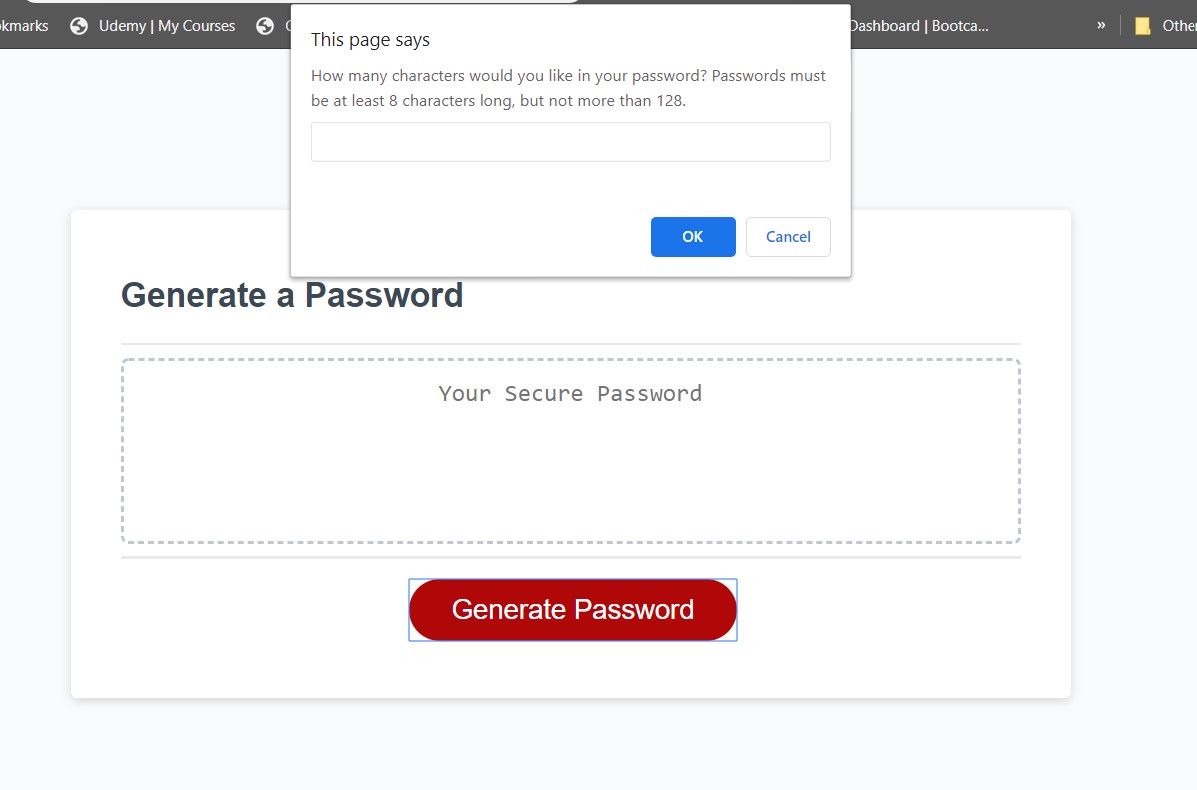 Udemy | My Courses
Dashboard | Bootca...
»
This page says
How many characters would you like in your password? Passwords must
be at least 8 characters long, but not more than 128.
OK
Cancel
Generate a Password
Your Secure Password
Generate Password